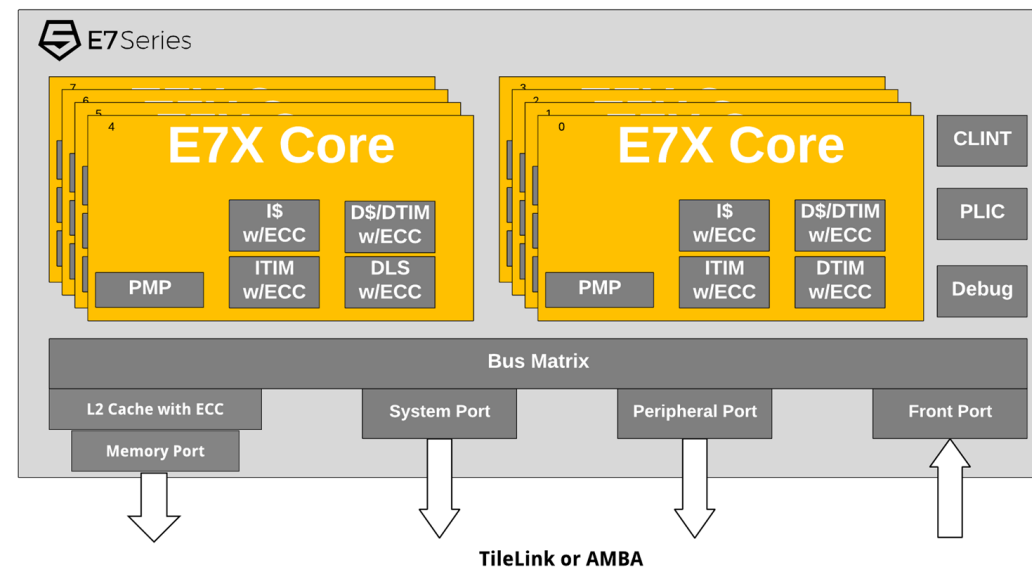 E7 Series
7
6
5
4
E7X Core
I$
w/ECC
D$/DTIM
w/ECC
PMP
ITIM
w/ECC
DLS
w/ECC
3
2
1
0
E7X Core
I$
w/ECC
D$/DTIM
w/ECC
PMP
ITIM
w/ECC
DTIM
w/ECC
CLINT
PLIC
Debug
Bus Matrix
L2 Cache with ECC
System Port
Peripheral Port
Front Port
Memory Port
TileLink or AMBA